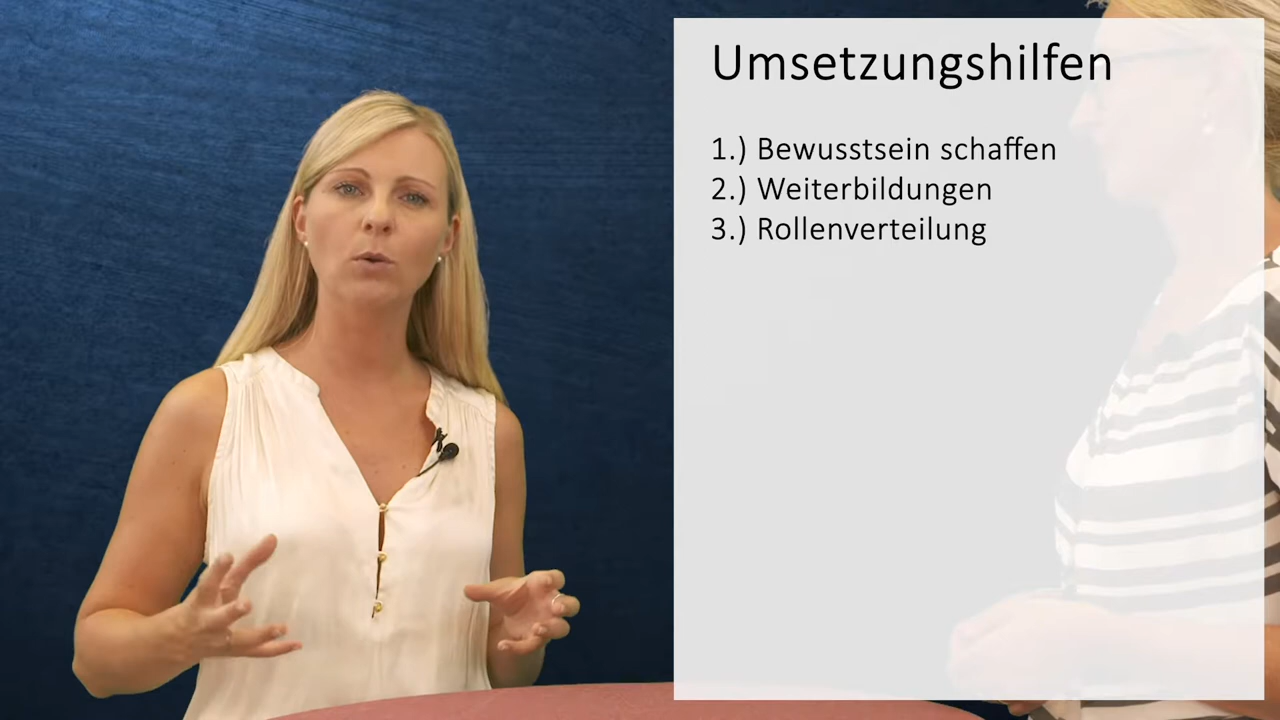 Umsetzungshilfen
1.) Bewusstsein schaffen
2.) Weiterbildungen
3.) Rollenverteilung